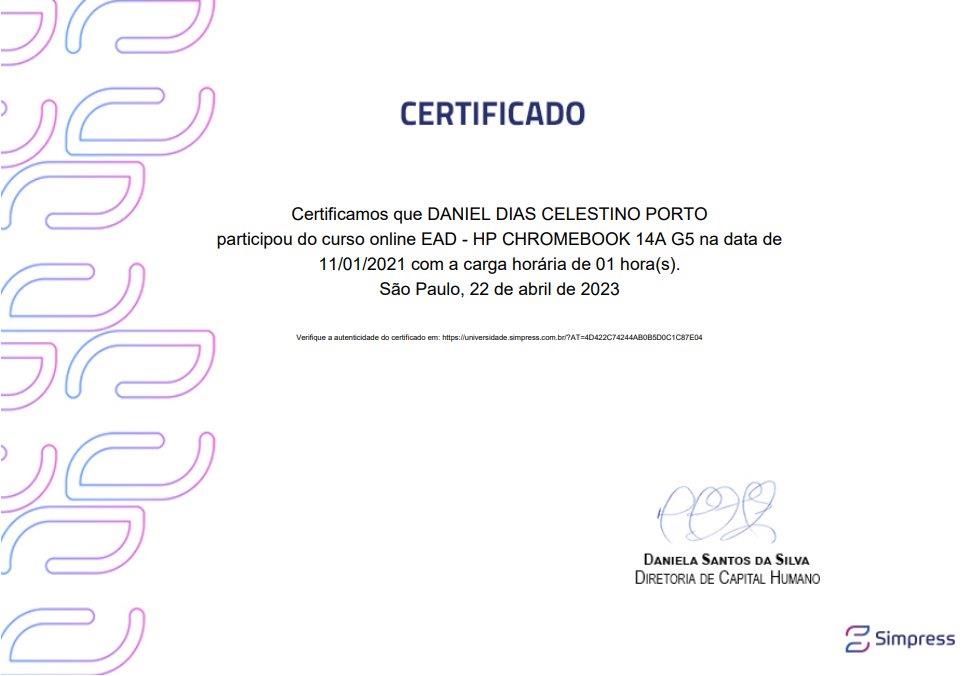 CERTIFICADO
Certificamos que DANIEL DIAS CELESTINO PORTO
participou do curso online EAD - HP CHROMEBOOK 14A G5 na data de
11/01/2021 com a carga horária de 01 hora(s).
São Paulo, 22 de abril de 2023
Verifique a autenticidade do certificado em: https://universidade.simpress.com.br/?AT=4D422C74244AB0B5D0C1C87E04
DANIELA SANTOS DA SILVA
DIRETORIA DE CAPITAL HUMANO
Simpress